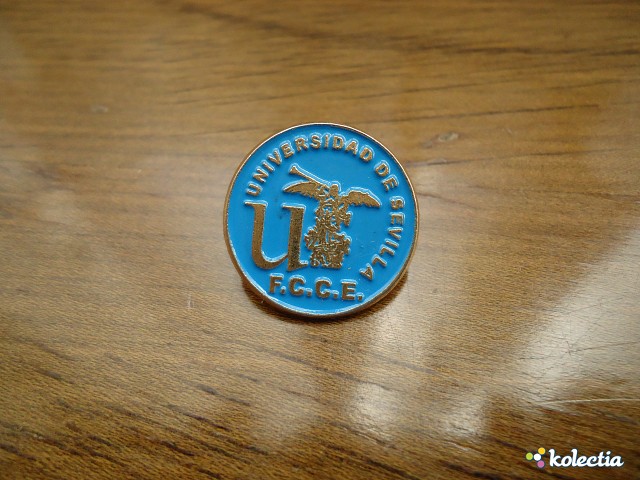 UNIVERSIDAD DE SEVILLA
U
F.C.C.E.
kolectia